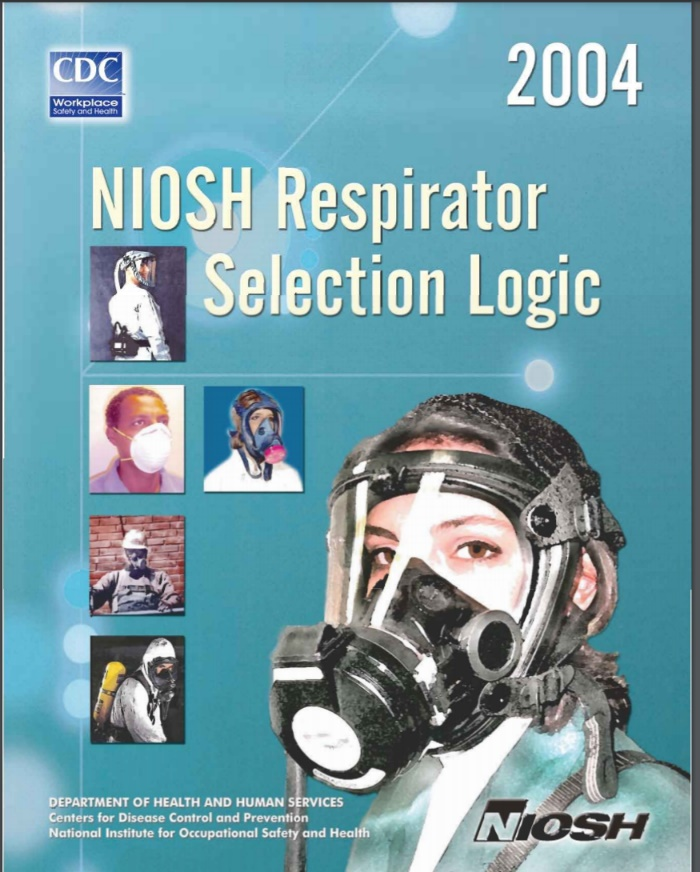 CDC
Workplace
Safety and Health
2004
NIOSH Respirator
Selection Logic
DEPARTMENT OF HEALTH AND HUMAN SERVICES
Centers for Disease Control and Prevention
National Institute for Occupational Safety and Health
NIOSH